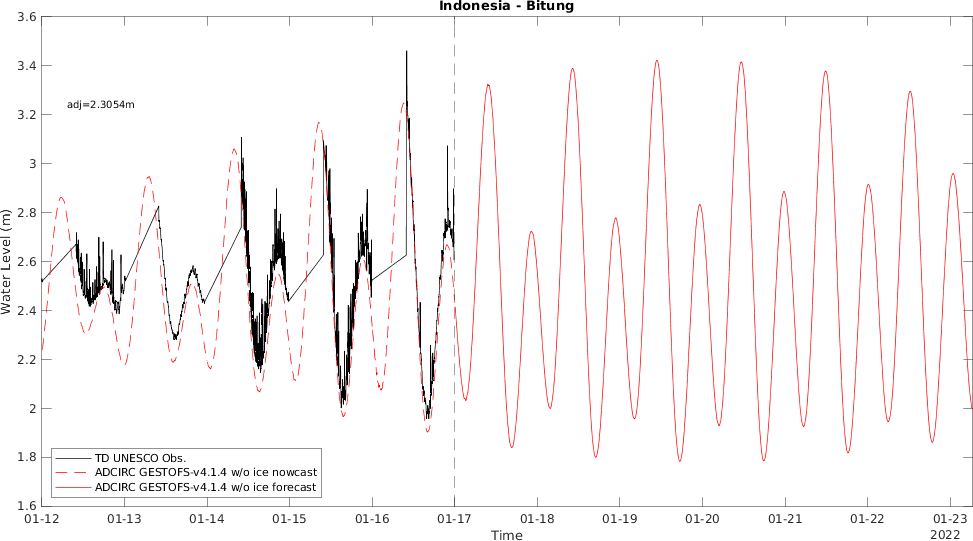 Indonesia - Bitung
3.6
3.4
3.2
3
2.8
2.6
2.4
2.2
2
1.8
1.6
Water Level (m)
adj=2.3054m
TD UNESCO Obs.
ADCIRC GESTOFS-v4.1.4 w/o ice nowcast
ADCIRC GESTOFS-v4.1.4 w/o ice forecast
01-12 01-13 01-14 01-15 01-16 01-17 01-18 01-19 01-20 01-21 01-22 01-23
Time
2022